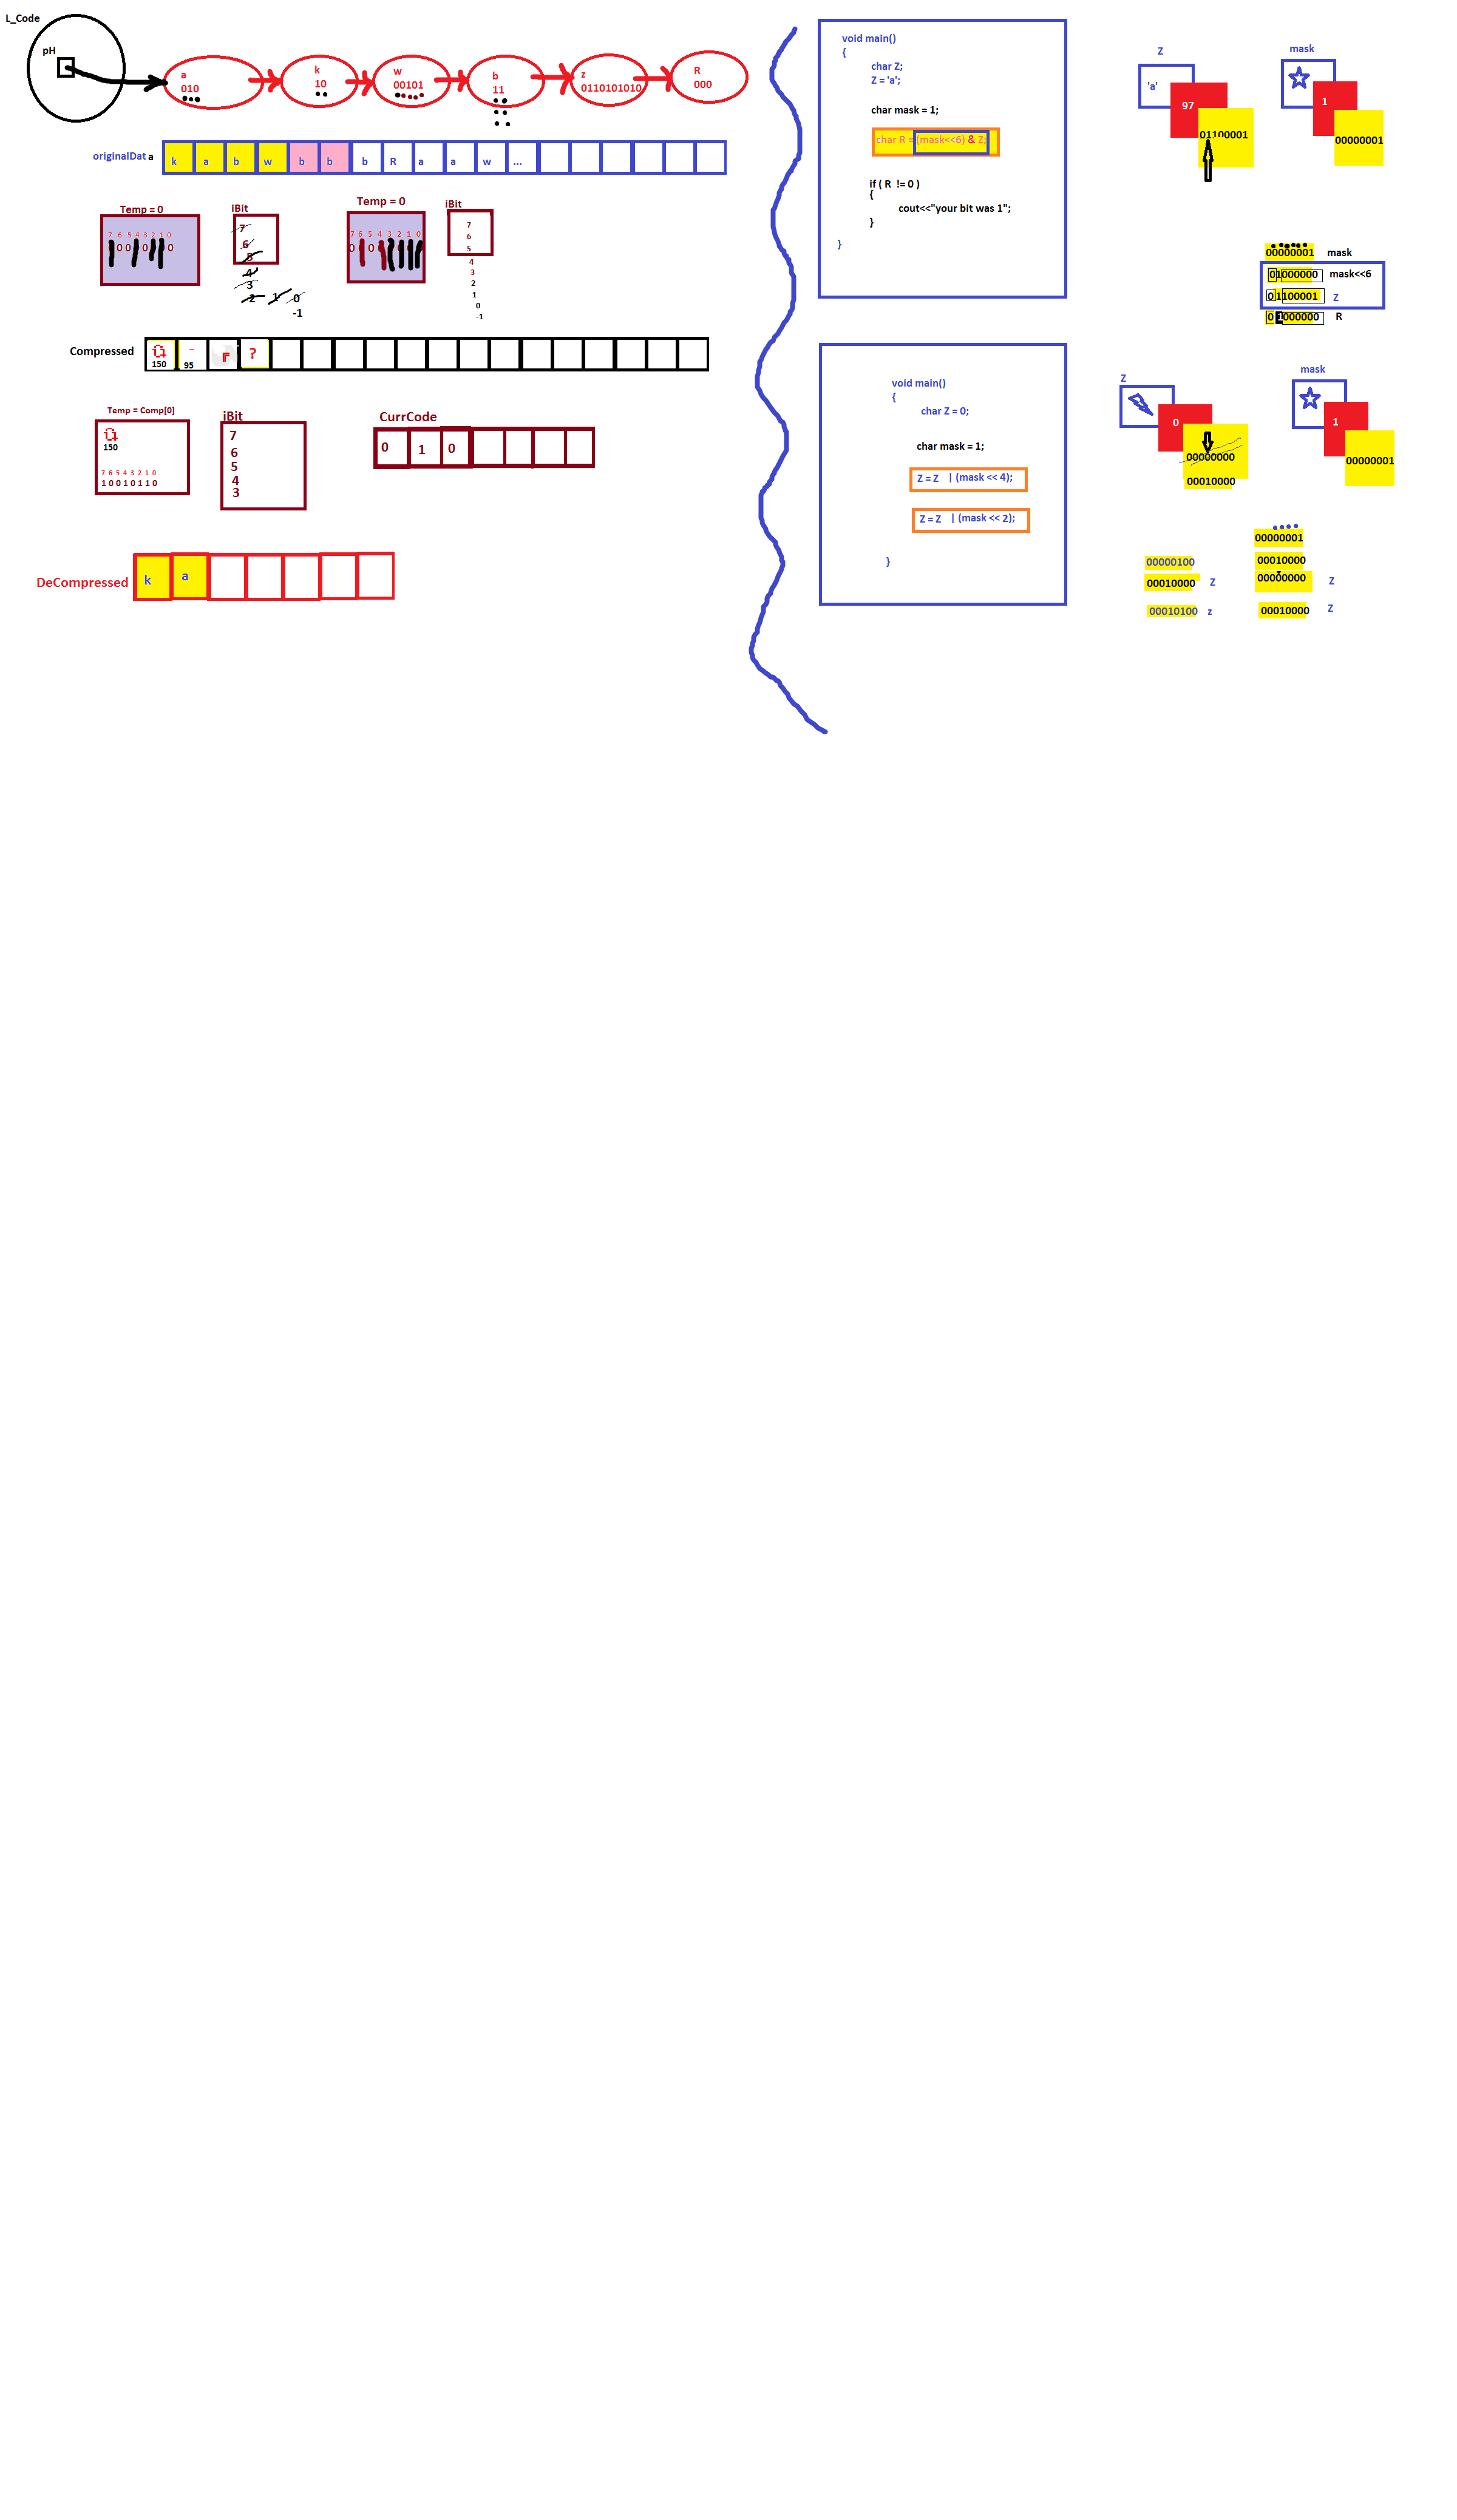 L_Code
pH
a
010
k
10
w
00101
b
11
z
0110101010
R
000
originalData
k a b w b b b R a a w ...
Temp = 0
7 6 5 4 3 2 1 0
0 0 0 0
iBit
7
6
5
4
3
2 1 0
-1
Temp = 0
7 6 5 4 3 2 1 0
0 0
iBit
7
6
5
4
3
2
1
0
-1
Compressed
150
95
?
Temp = Comp[0]
150
7 6 5 4 3 2 1 0
1 0 0 1 0 1 1 0
iBit
7
6
5
4
3
CurrCode
0 1 0
DeCompressed
k a
void main()
{
char Z;
Z = 'a';
char mask = 1;
char R = (mask<<6) & Z;
if ( R != 0 )
{
cout<<"your bit was 1";
}
}
Z
'a'
97
01100001
mask
1
00000001
00000001 mask
01000000 mask<<6
01100001 Z
01000000 R
void main()
{
char Z = 0;
char mask = 1;
Z = Z | (mask << 4);
Z = Z | (mask << 2);
}
Z
0
00000000
00010000
mask
1
00000001
00000100
00010000 Z
00010100 z
00000001
00010000
00000000 Z
00010000 Z